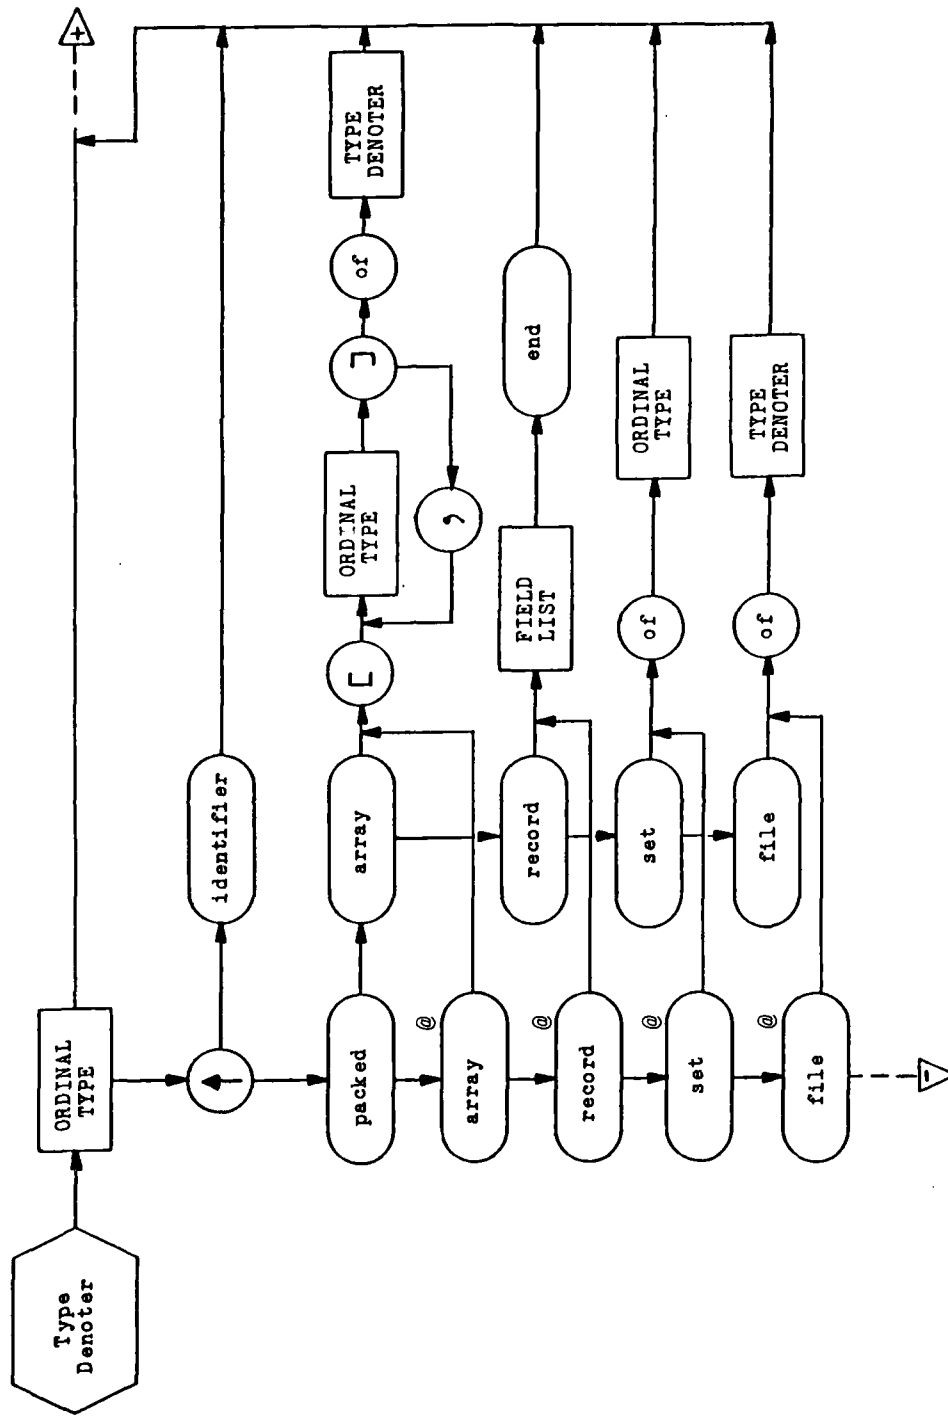 Type
Denoter
ORDINAL
TYPE
+
↑
identifier
packed
array
[
ORDINAL
TYPE
]
of
TYPE
DENOTER
,
@
array
record
FIELD
LIST
end
@
record
set
of
ORDINAL
TYPE
@
set
file
of
TYPE
DENOTER
@
file
-